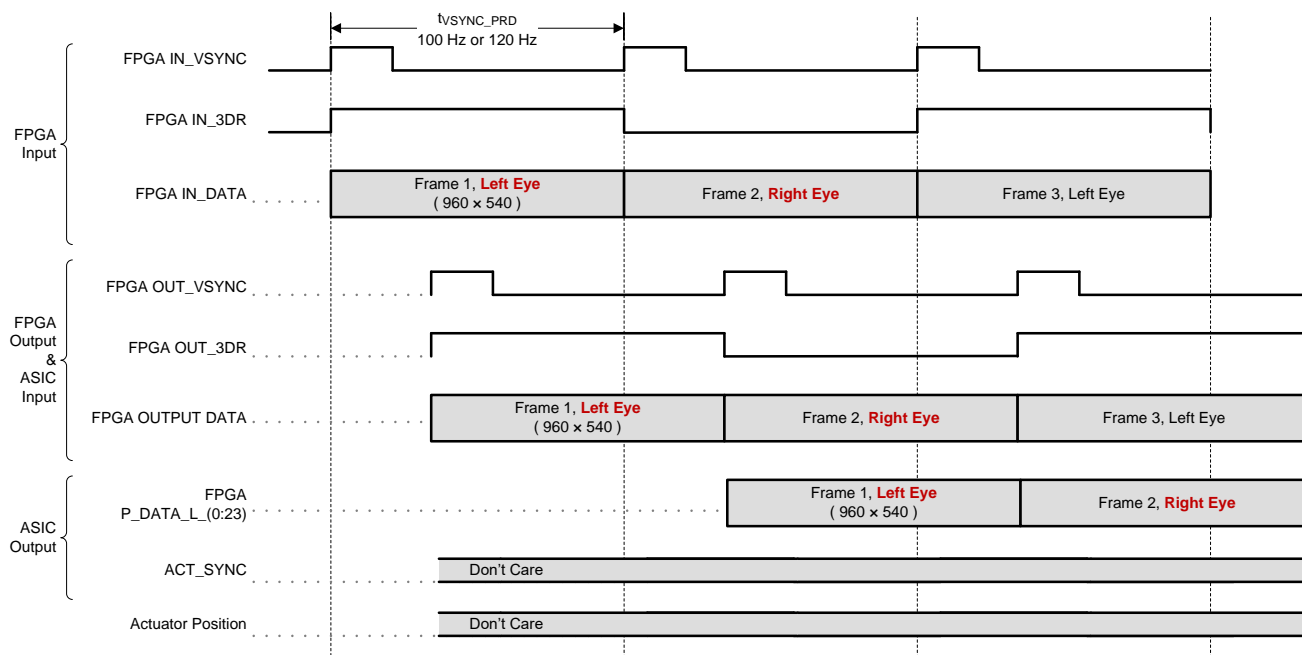 tVSYNC_PRD
100 Hz or 120 Hz
FPGA IN_VSYNC
FPGA IN_3DR
FPGA
Input
FPGA IN_DATA
Frame 1, Left Eye
( 960 × 540 )
Frame 2, Right Eye
Frame 3, Left Eye
FPGA OUT_VSYNC
FPGA
Output
&
ASIC
Input
FPGA OUT_3DR
FPGA OUTPUT DATA
Frame 1, Left Eye
( 960 × 540 )
Frame 2, Right Eye
Frame 3, Left Eye
FPGA
P_DATA_L_(0:23)
Frame 1, Left Eye
( 960 × 540 )
Frame 2, Right Eye
ASIC
Output
ACT_SYNC
Don't Care
Actuator Position
Don't Care